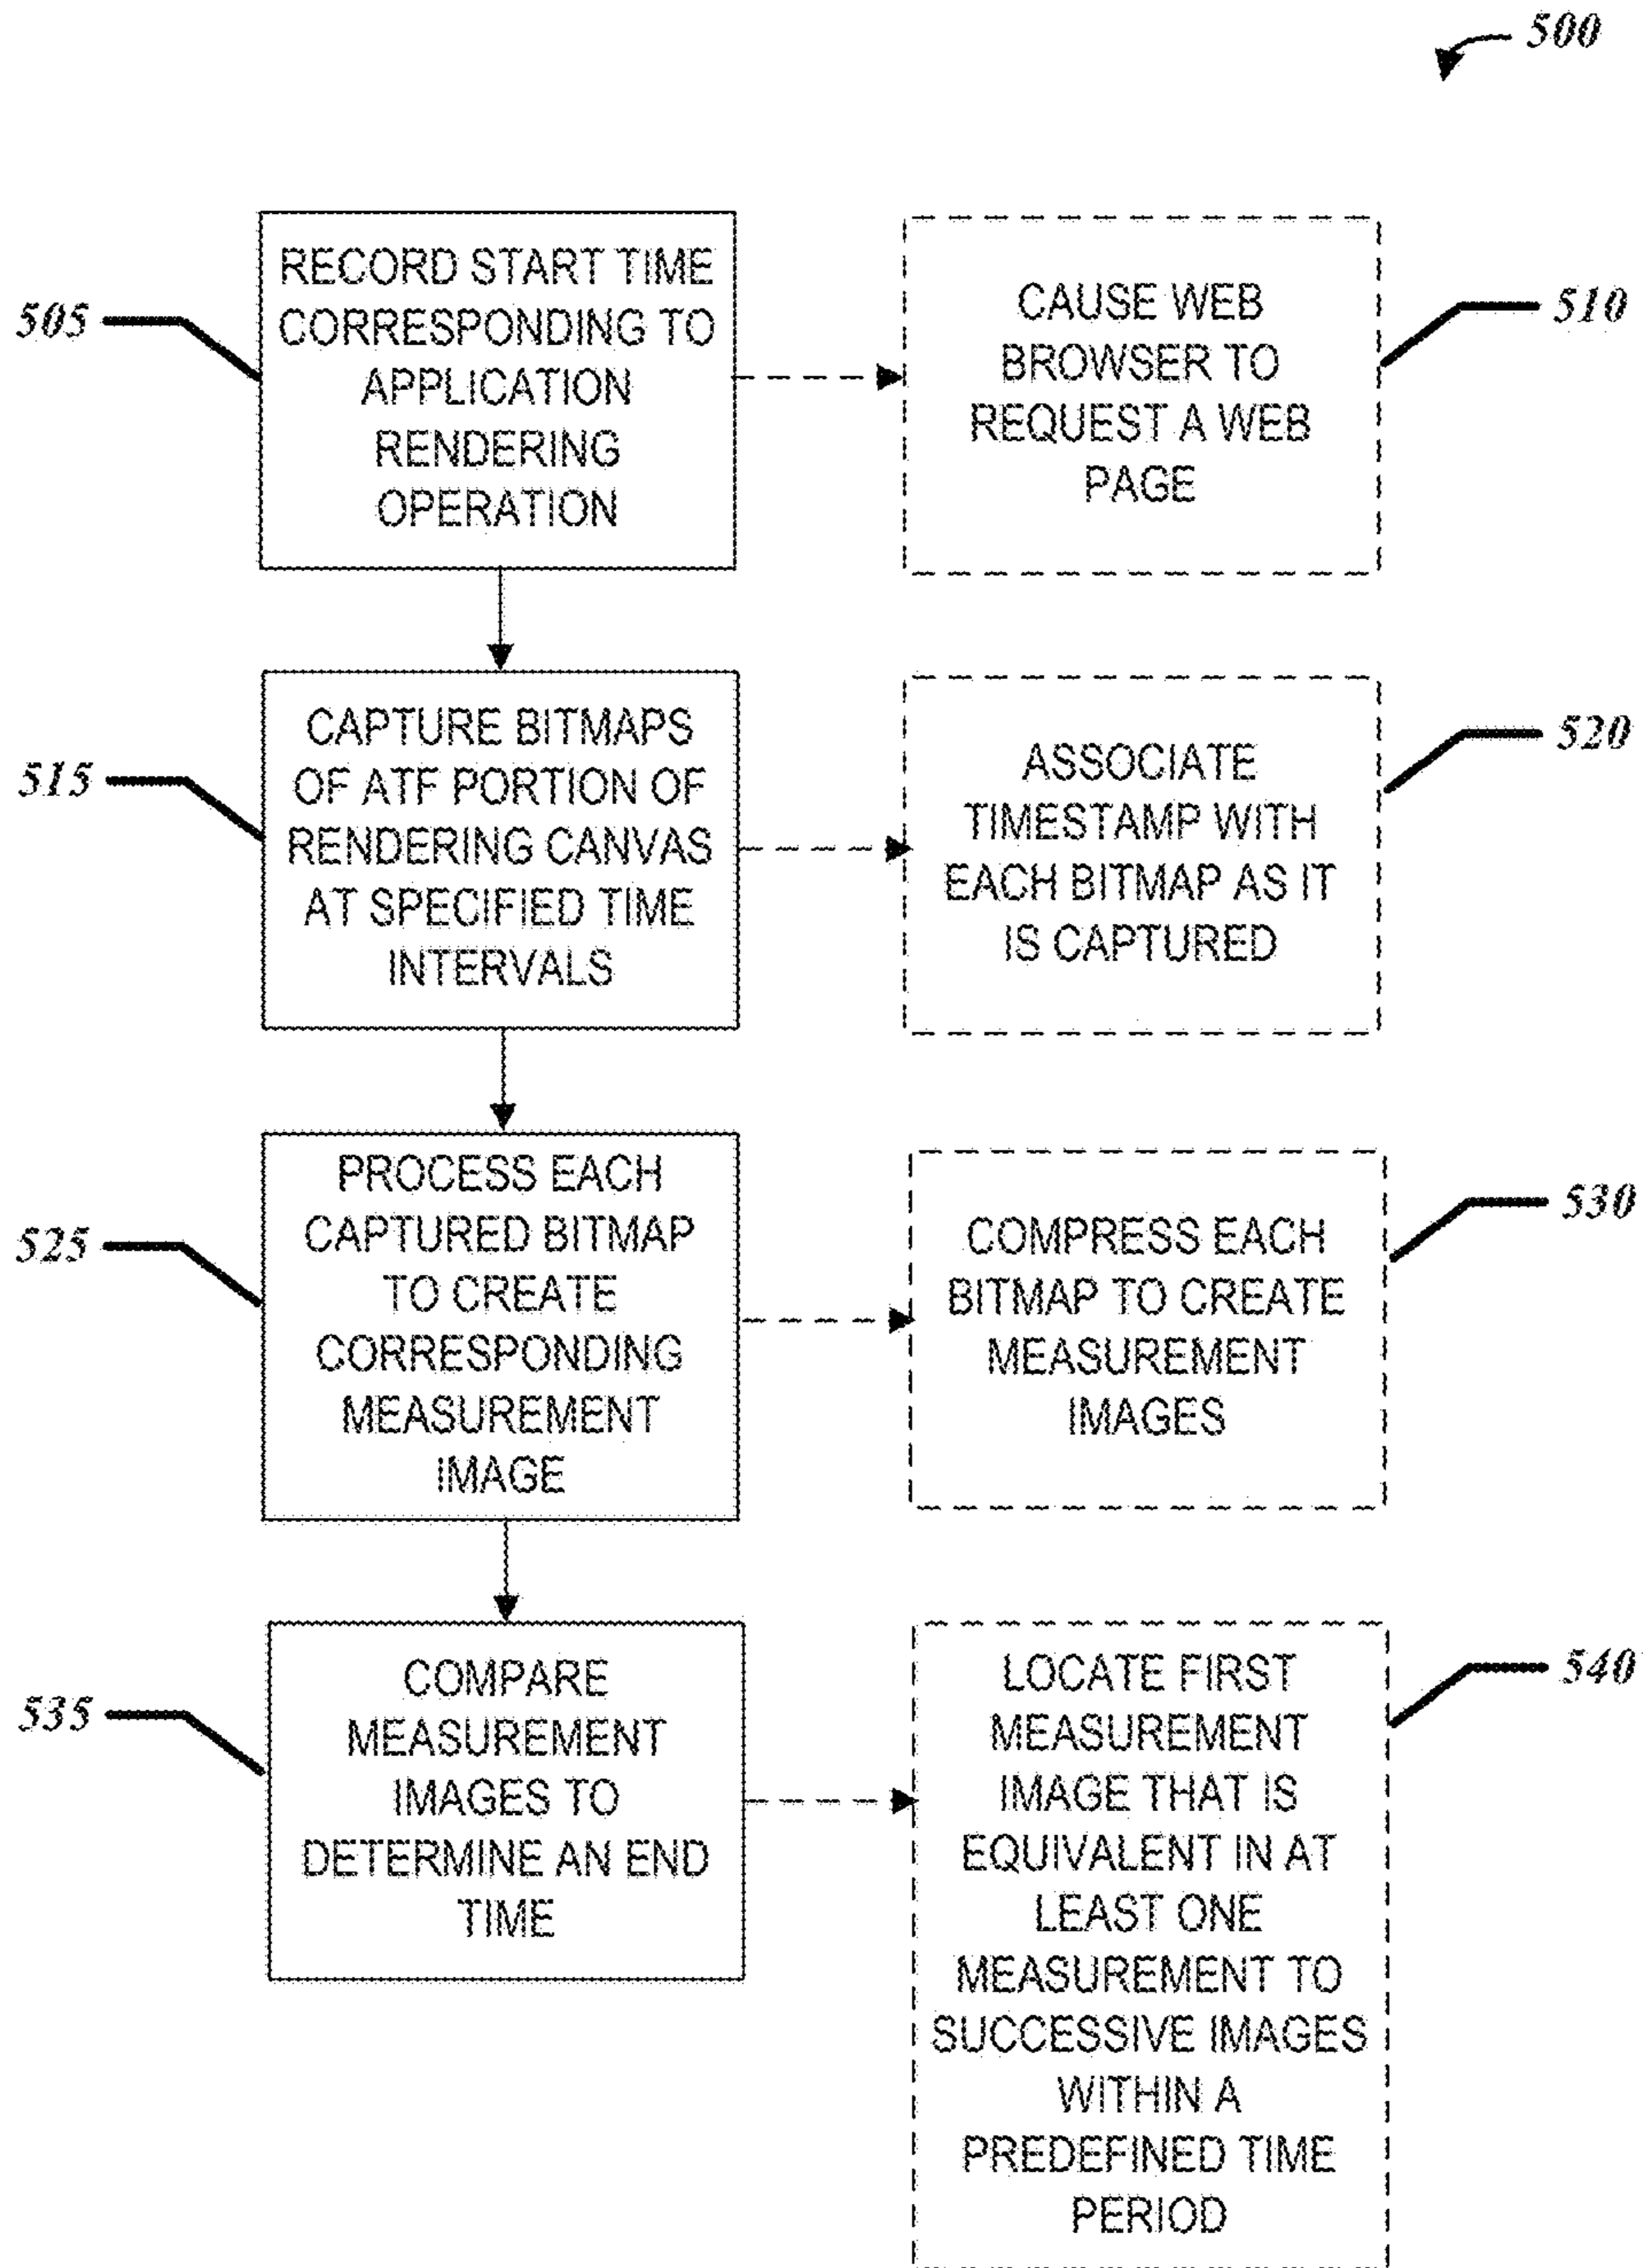 500
505
RECORD START TIME
CORRESPONDING TO
APPLICATION
RENDERING
OPERATION
CAUSE WEB
BROWSER TO
REQUEST A WEB
PAGE
510
515
CAPTURE BITMAPS
OF ATF PORTION OF
RENDERING CANVAS
AT SPECIFIED TIME
INTERVALS
ASSOCIATE
TIMESTAMP WITH
EACH BITMAP AS IT
IS CAPTURED
520
525
PROCESS EACH
CAPTURED BITMAP
TO CREATE
CORRESPONDING
MEASUREMENT
IMAGE
COMPRESS EACH
BITMAP TO CREATE
MEASUREMENT
IMAGES
530
535
COMPARE
MEASUREMENT
IMAGES TO
DETERMINE AN END
TIME
LOCATE FIRST
MEASUREMENT
IMAGE THAT IS
EQUIVALENT IN AT
LEAST ONE
MEASUREMENT TO
SUCCESSIVE IMAGES
WITHIN A
PREDEFINED TIME
PERIOD
540